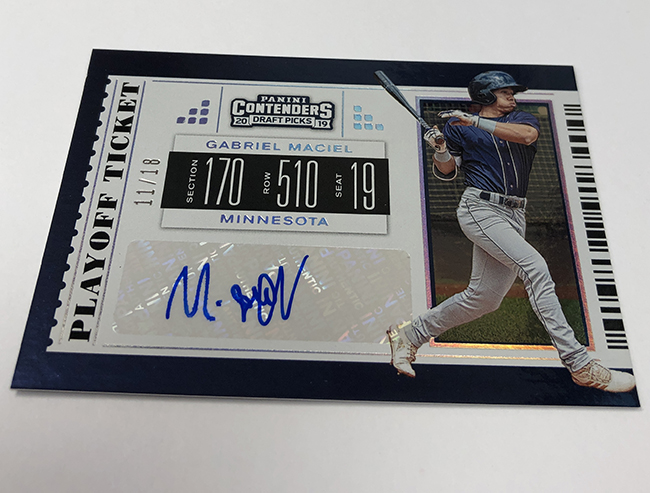 PLAYOFF TICKET
11/18
PANINI
CONTENDERS
20 DRAFT PICKS 19
GABRIEL MACIEL
SECTION 170 ROW 510 SEAT 19
MINNESOTA